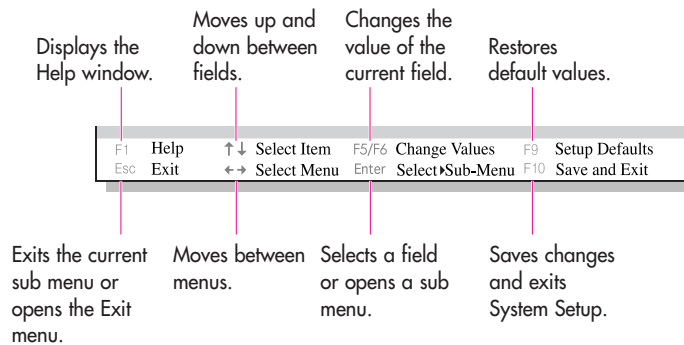 Displays the
Help window.
Moves up and
down between
fields.
Changes the
value of the
current field.
Restores
default values.
F1 Help ↑↓ Select Item F5/F6 Change Values F9 Setup Defaults
Esc Exit ←→ Select Menu Enter Select▸Sub-Menu F10 Save and Exit
Exits the current
sub menu or
opens the Exit
menu.
Moves between
menus.
Selects a field
or opens a sub
menu.
Saves changes
and exits
System Setup.